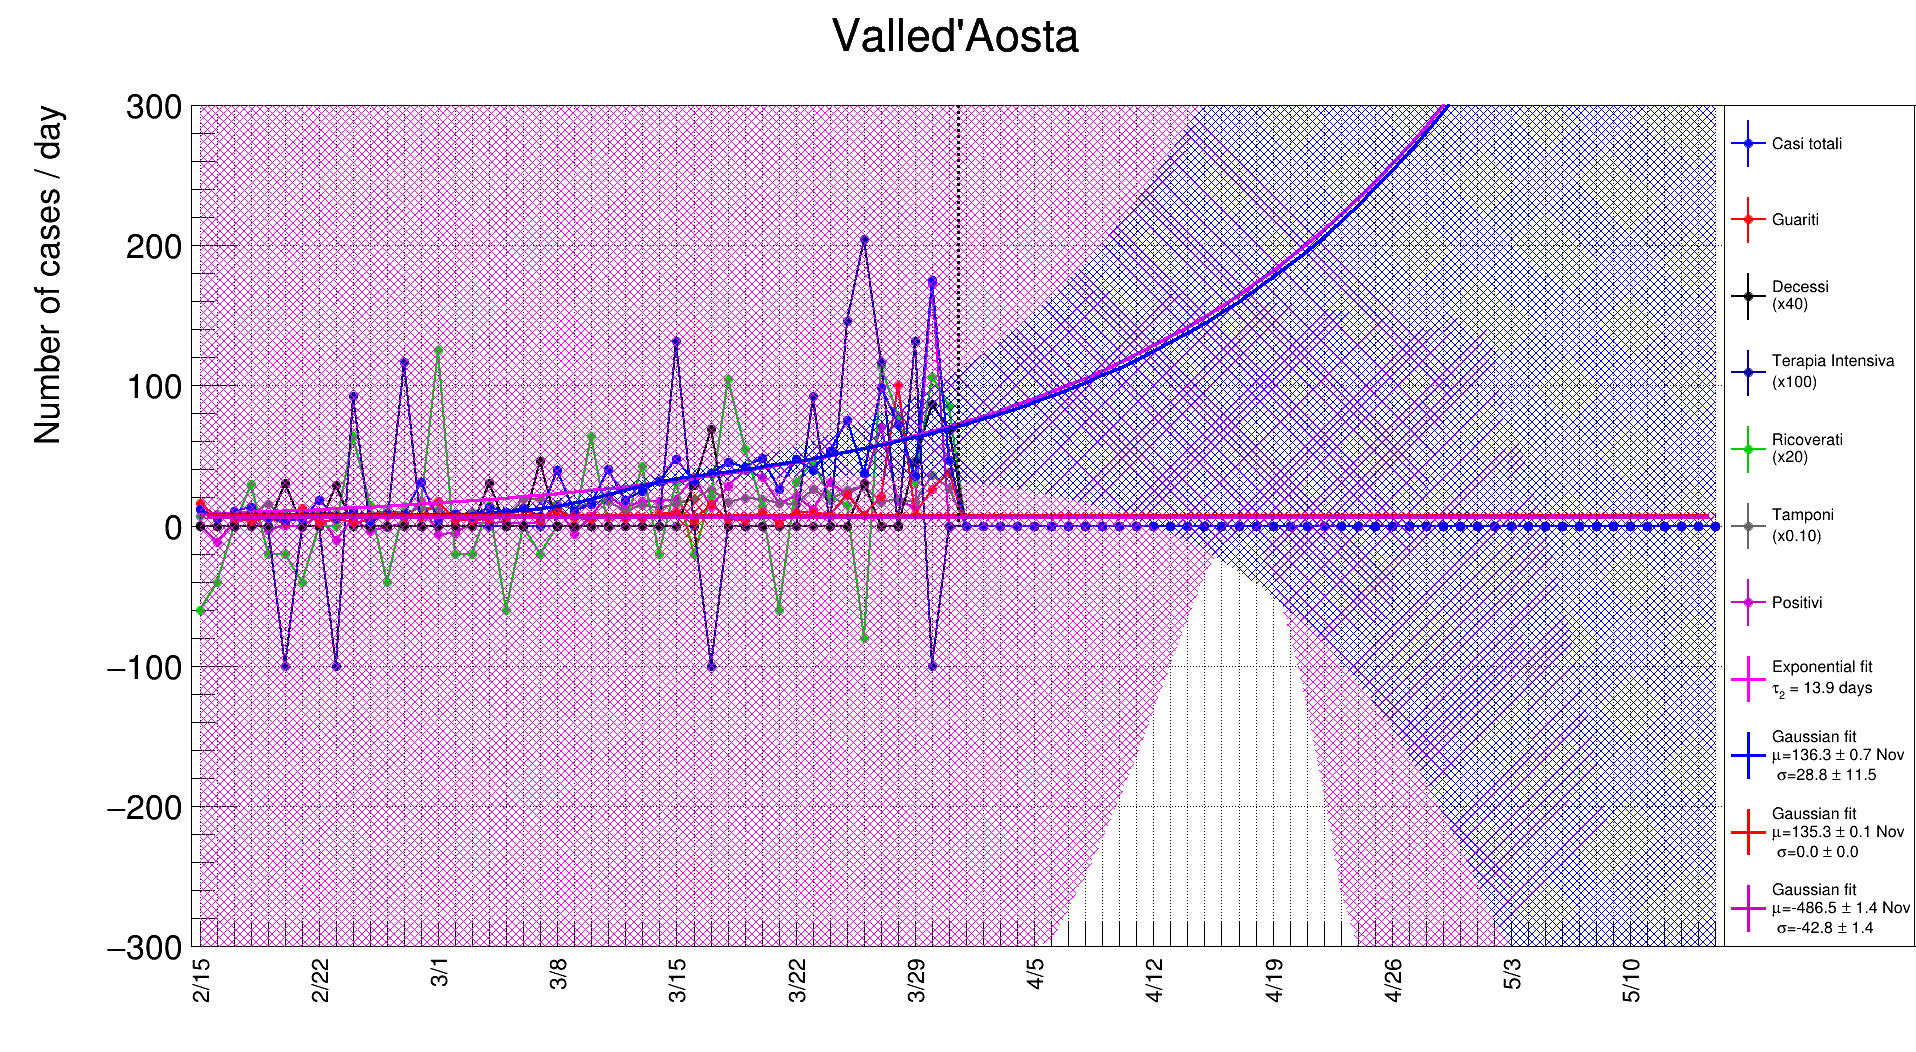 Valled'Aosta
Number of cases / day
300
200
100
0
−100
−200
−300
2/15
2/22
3/1
3/8
3/15
3/22
3/29
4/5
4/12
4/19
4/26
5/3
5/10
Casi totali
Guariti
Decessi
(x40)
Terapia Intensiva
(x100)
Ricoverati
(x20)
Tamponi
(x0.10)
Positivi
Exponential fit
τ2 = 13.9 days
Gaussian fit
μ=136.3 ± 0.7 Nov
σ=28.8 ± 11.5
Gaussian fit
μ=135.3 ± 0.1 Nov
σ=0.0 ± 0.0
Gaussian fit
μ=-486.5 ± 1.4 Nov
σ=-42.8 ± 1.4